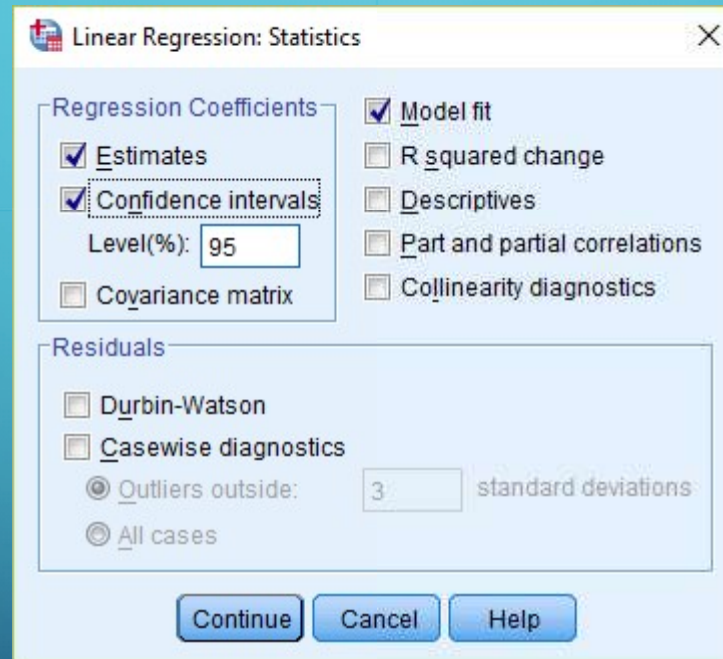 Linear Regression: Statistics
Regression Coefficients
Estimates
Confidence intervals
Level(%): 95
Covariance matrix
Model fit
R squared change
Descriptives
Part and partial correlations
Collinearity diagnostics
Residuals
Durbin-Watson
Casewise diagnostics
Outliers outside: 3 standard deviations
All cases
Continue Cancel Help